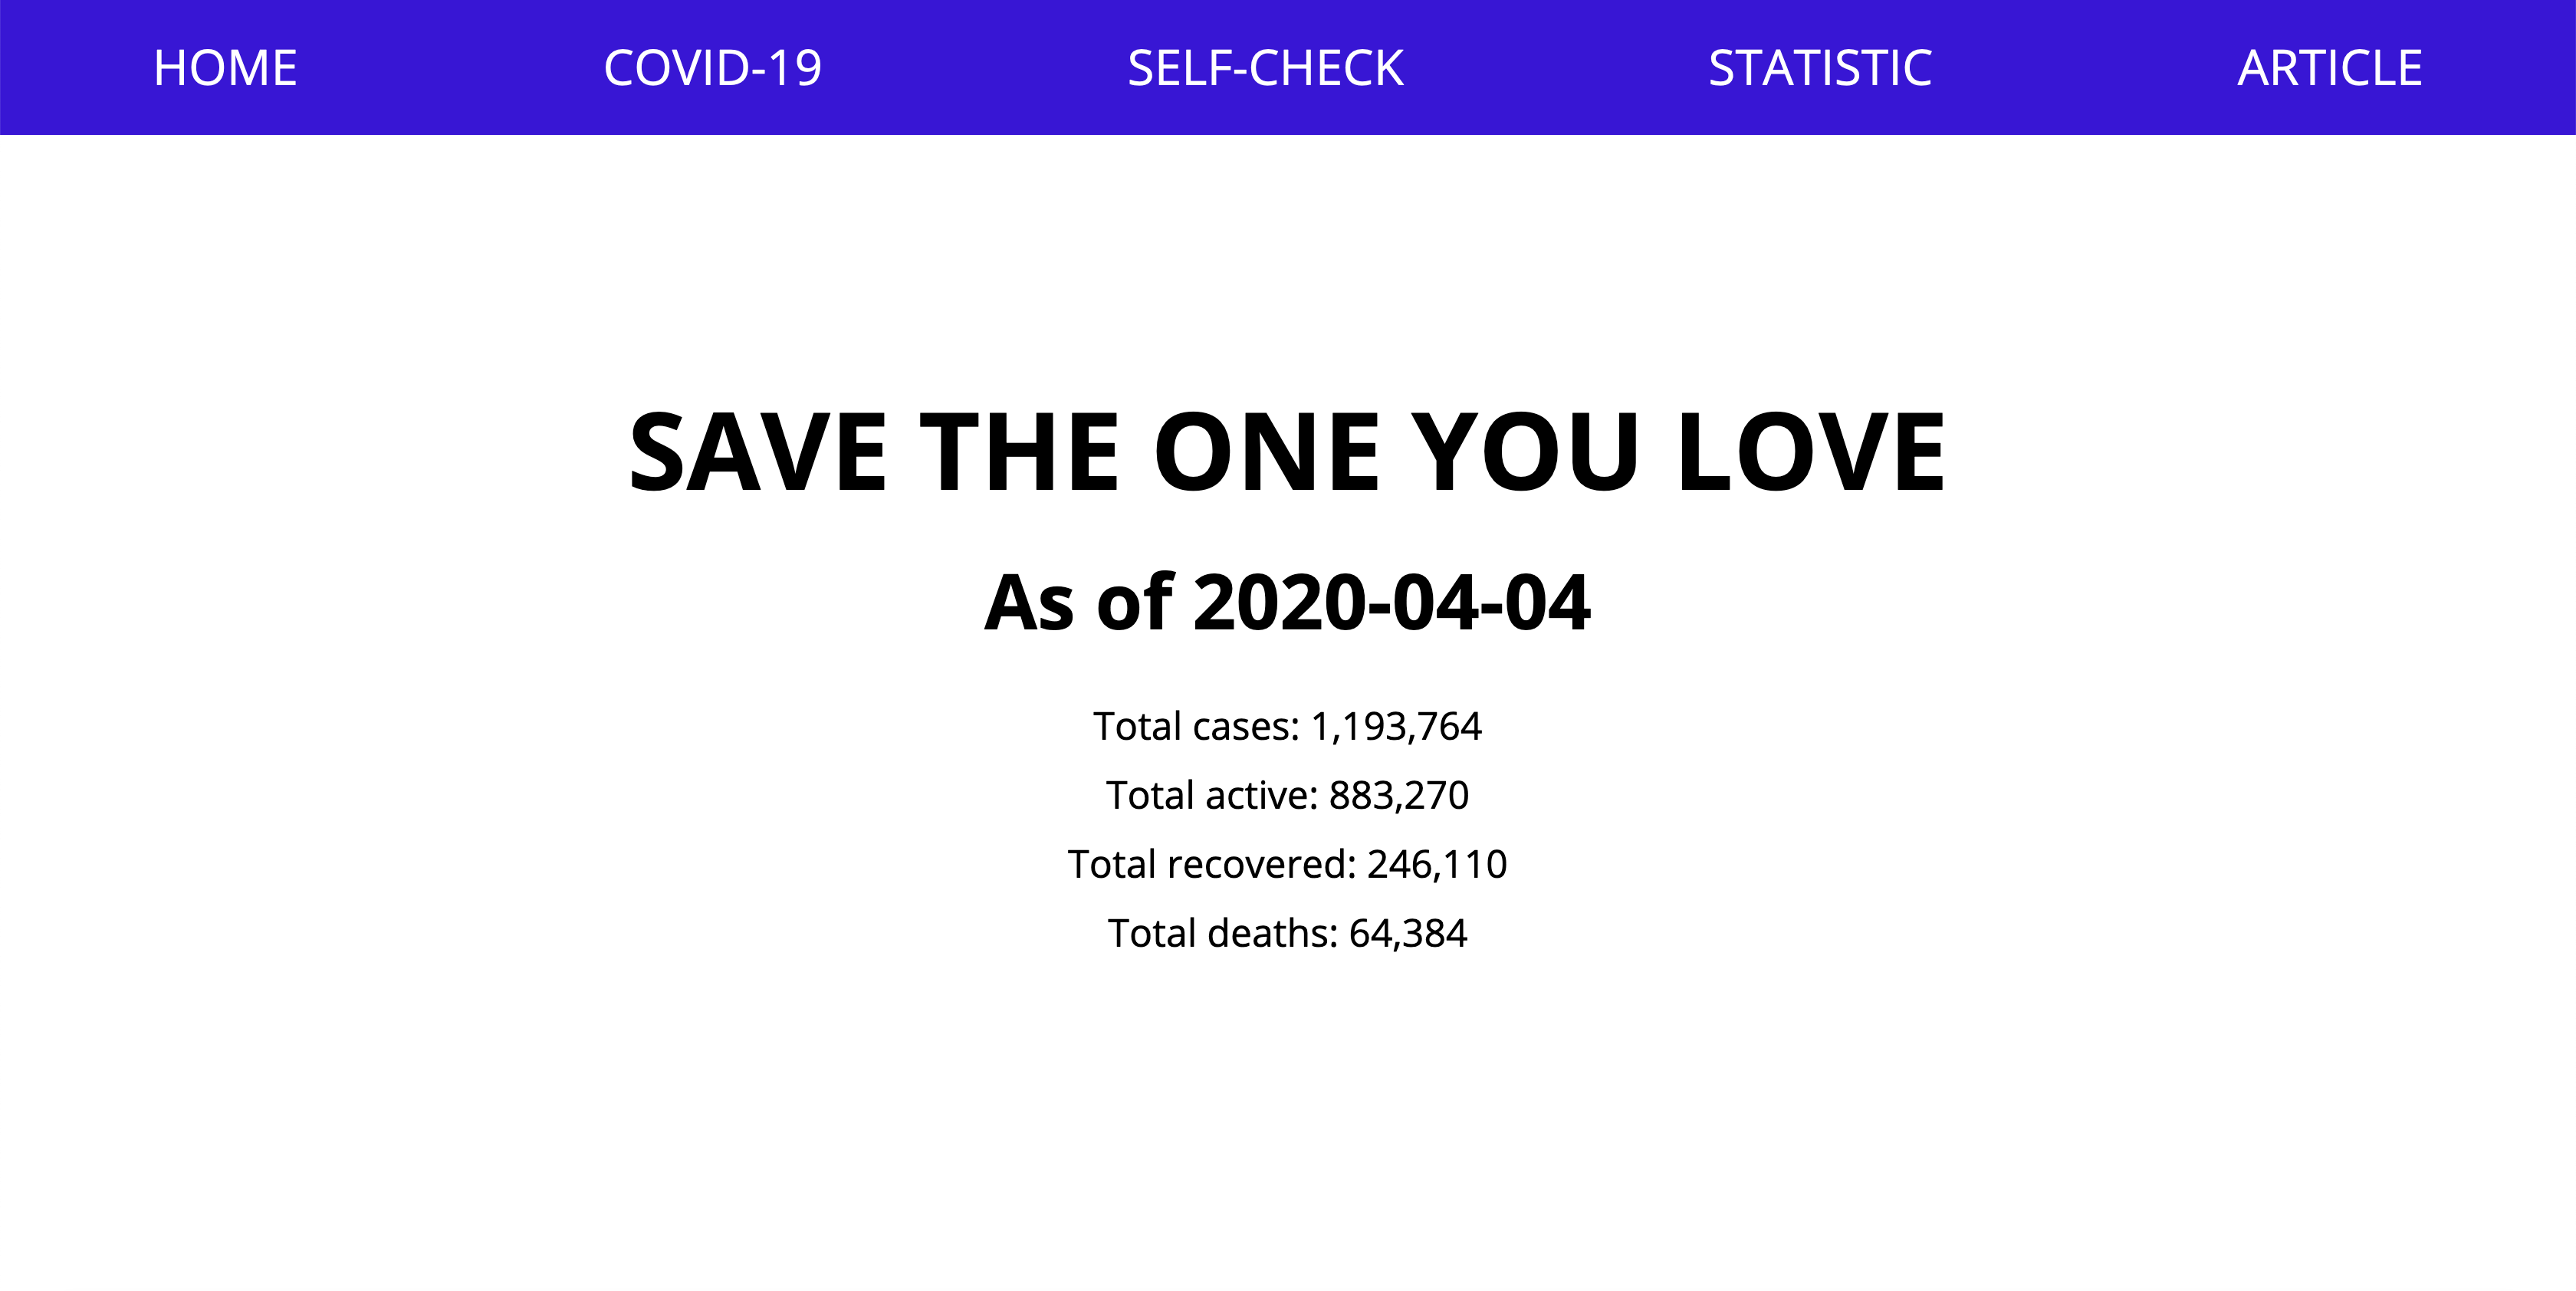 HOME COVID-19 SELF-CHECK STATISTIC ARTICLE
SAVE THE ONE YOU LOVE
As of 2020-04-04
Total cases: 1,193,764
Total active: 883,270
Total recovered: 246,110
Total deaths: 64,384